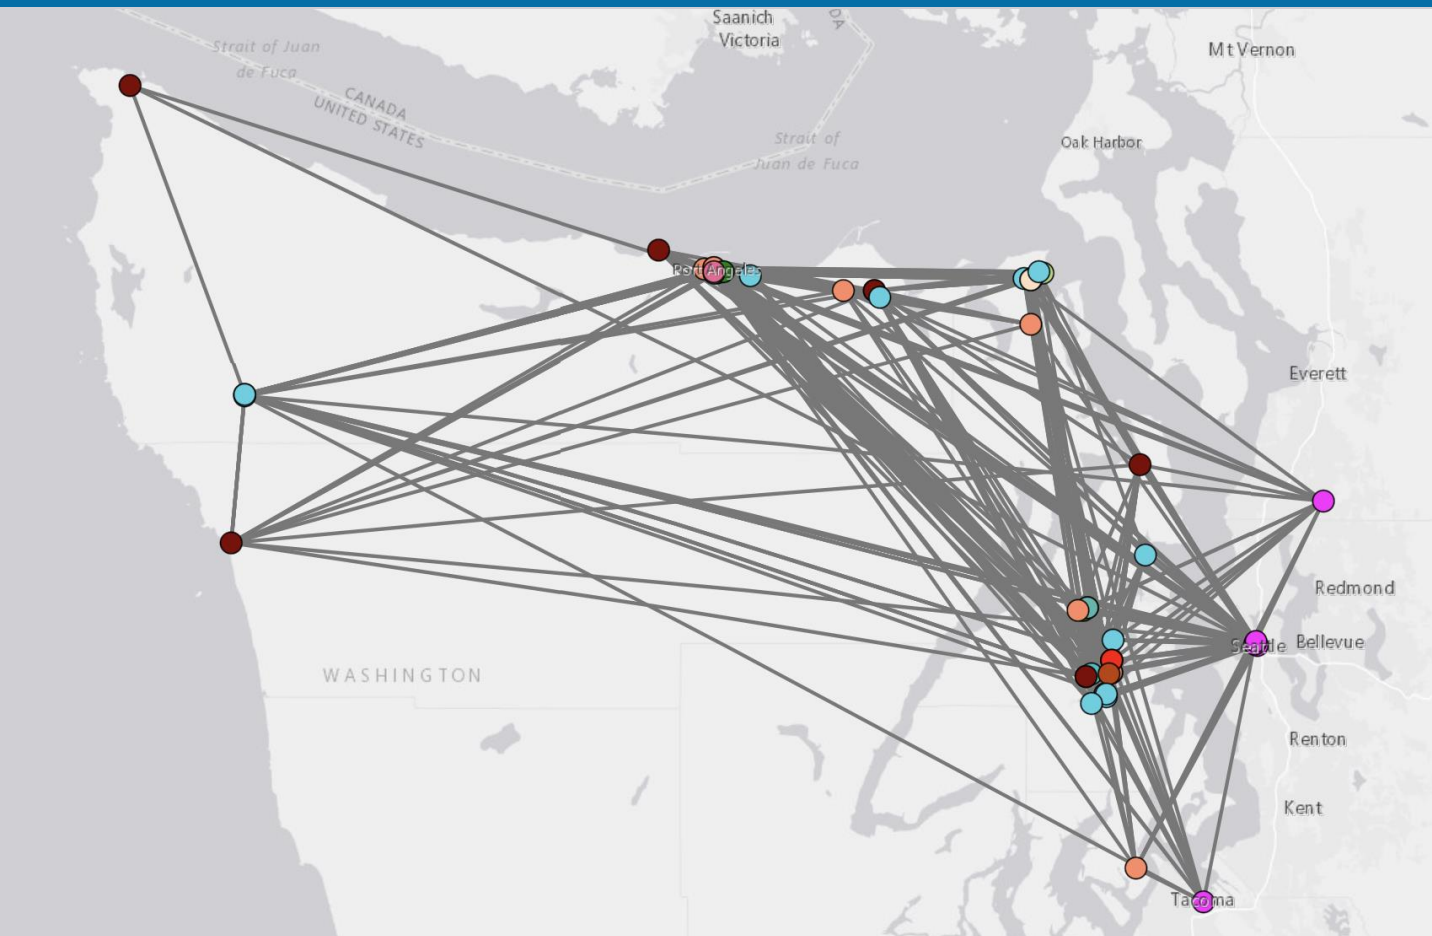 Saanich
Victoria
DA
Mt Vernon
Strait of Juan
de Fuca
CANADA
UNITED STATES
Strait of
Juan de Fuca
Oak Harbor
Port Angeles
Everett
Redmond
Seattle
Bellevue
WASHINGTON
Renton
Kent
Tacoma